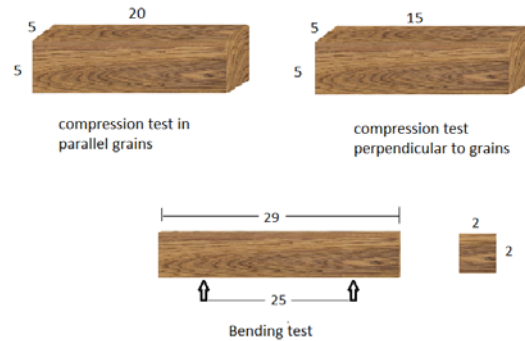 20
5
5
compression test in
parallel grains
15
5
5
compression test
perpendicular to grains
29
25
Bending test
2
2